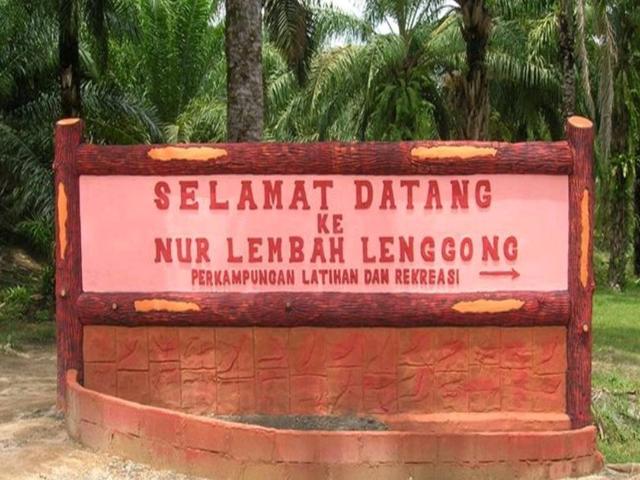 SELAMAT DATANG
KE
NUR LEMBAH LENGGONG
PERKAMPUNGAN LATIHAN DAN REKREASI